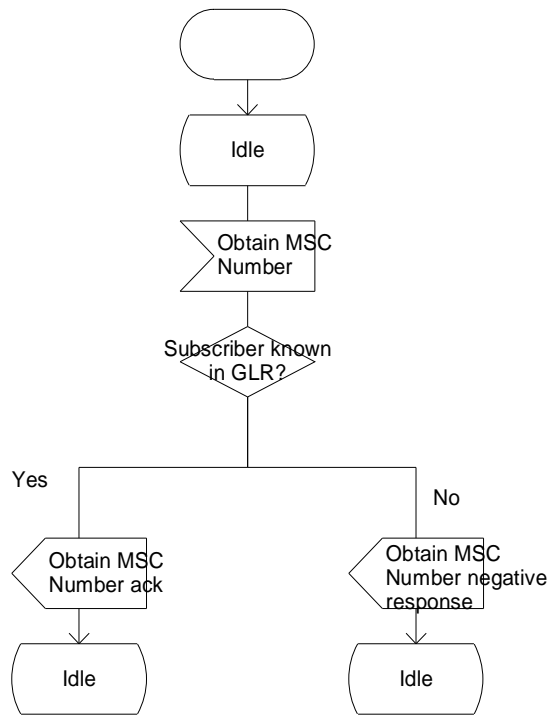 Idle
Obtain MSC
Number
Subscriber known
in GLR?
Yes
No
Obtain MSC
Number ack
Obtain MSC
Number negative
response
Idle
Idle